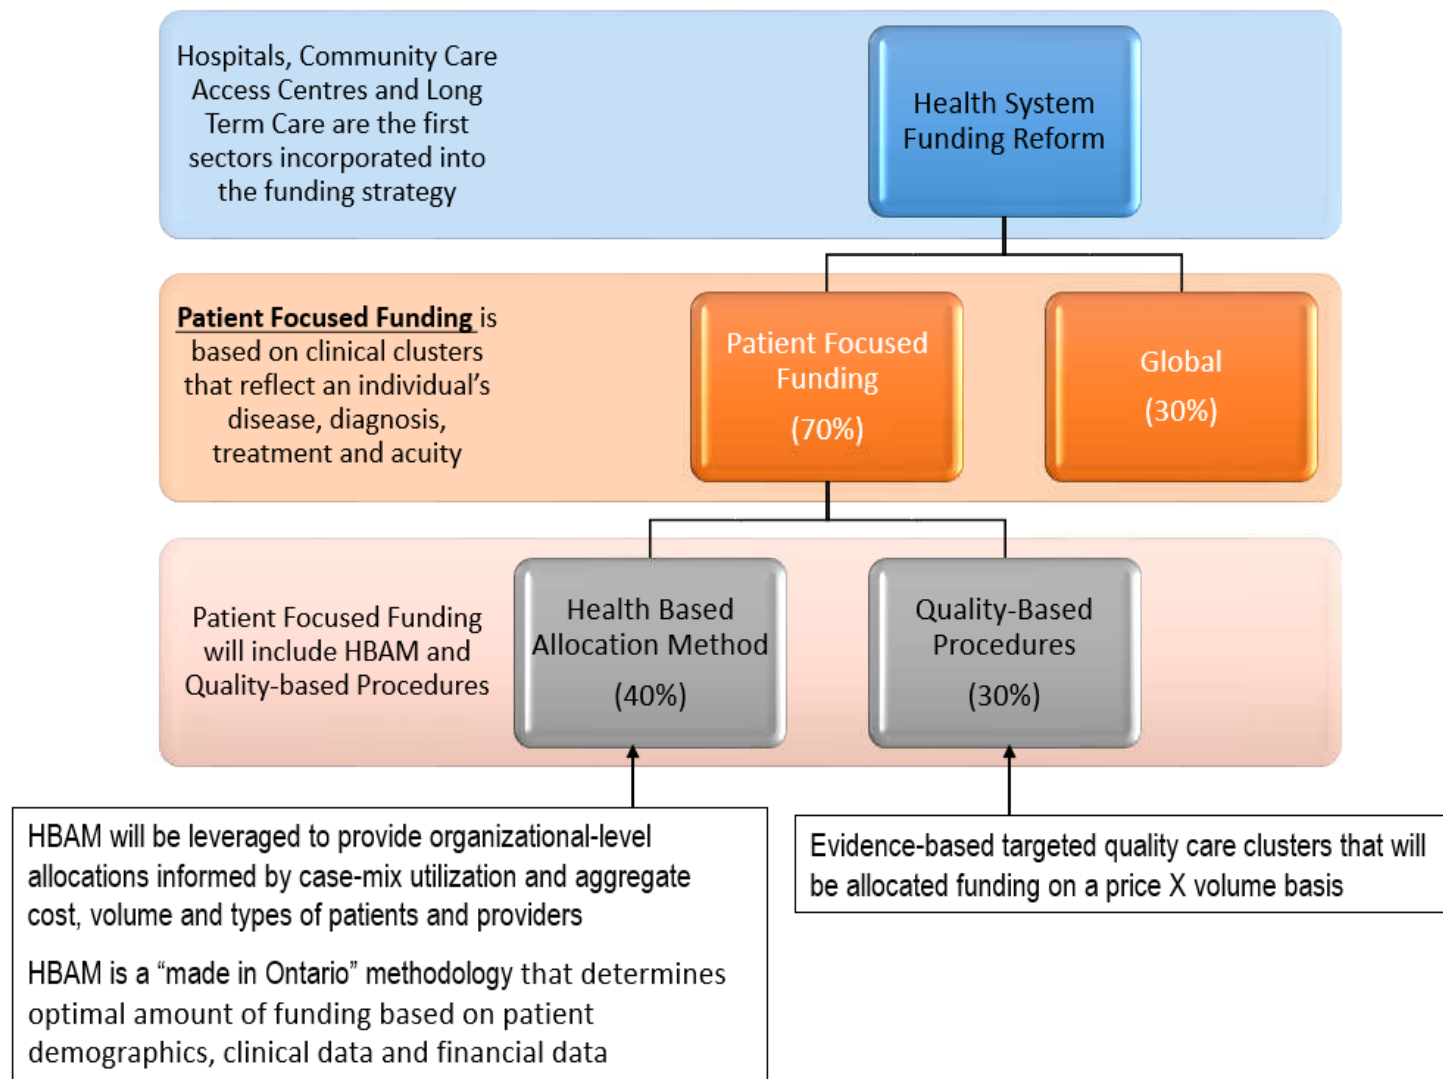 Hospitals, Community Care
Access Centres and Long
Term Care are the first
sectors incorporated into
the funding strategy
Health System
Funding Reform
Patient Focused Funding is
based on clinical clusters
that reflect an individual’s
disease, diagnosis,
treatment and acuity
Patient Focused
Funding
(70%)
Global
(30%)
Patient Focused Funding
will include HBAM and
Quality-based Procedures
Health Based
Allocation Method
(40%)
Quality-Based
Procedures
(30%)
HBAM will be leveraged to provide organizational-level
allocations informed by case-mix utilization and aggregate
cost, volume and types of patients and providers
HBAM is a “made in Ontario” methodology that determines
optimal amount of funding based on patient
demographics, clinical data and financial data
Evidence-based targeted quality care clusters that will
be allocated funding on a price X volume basis